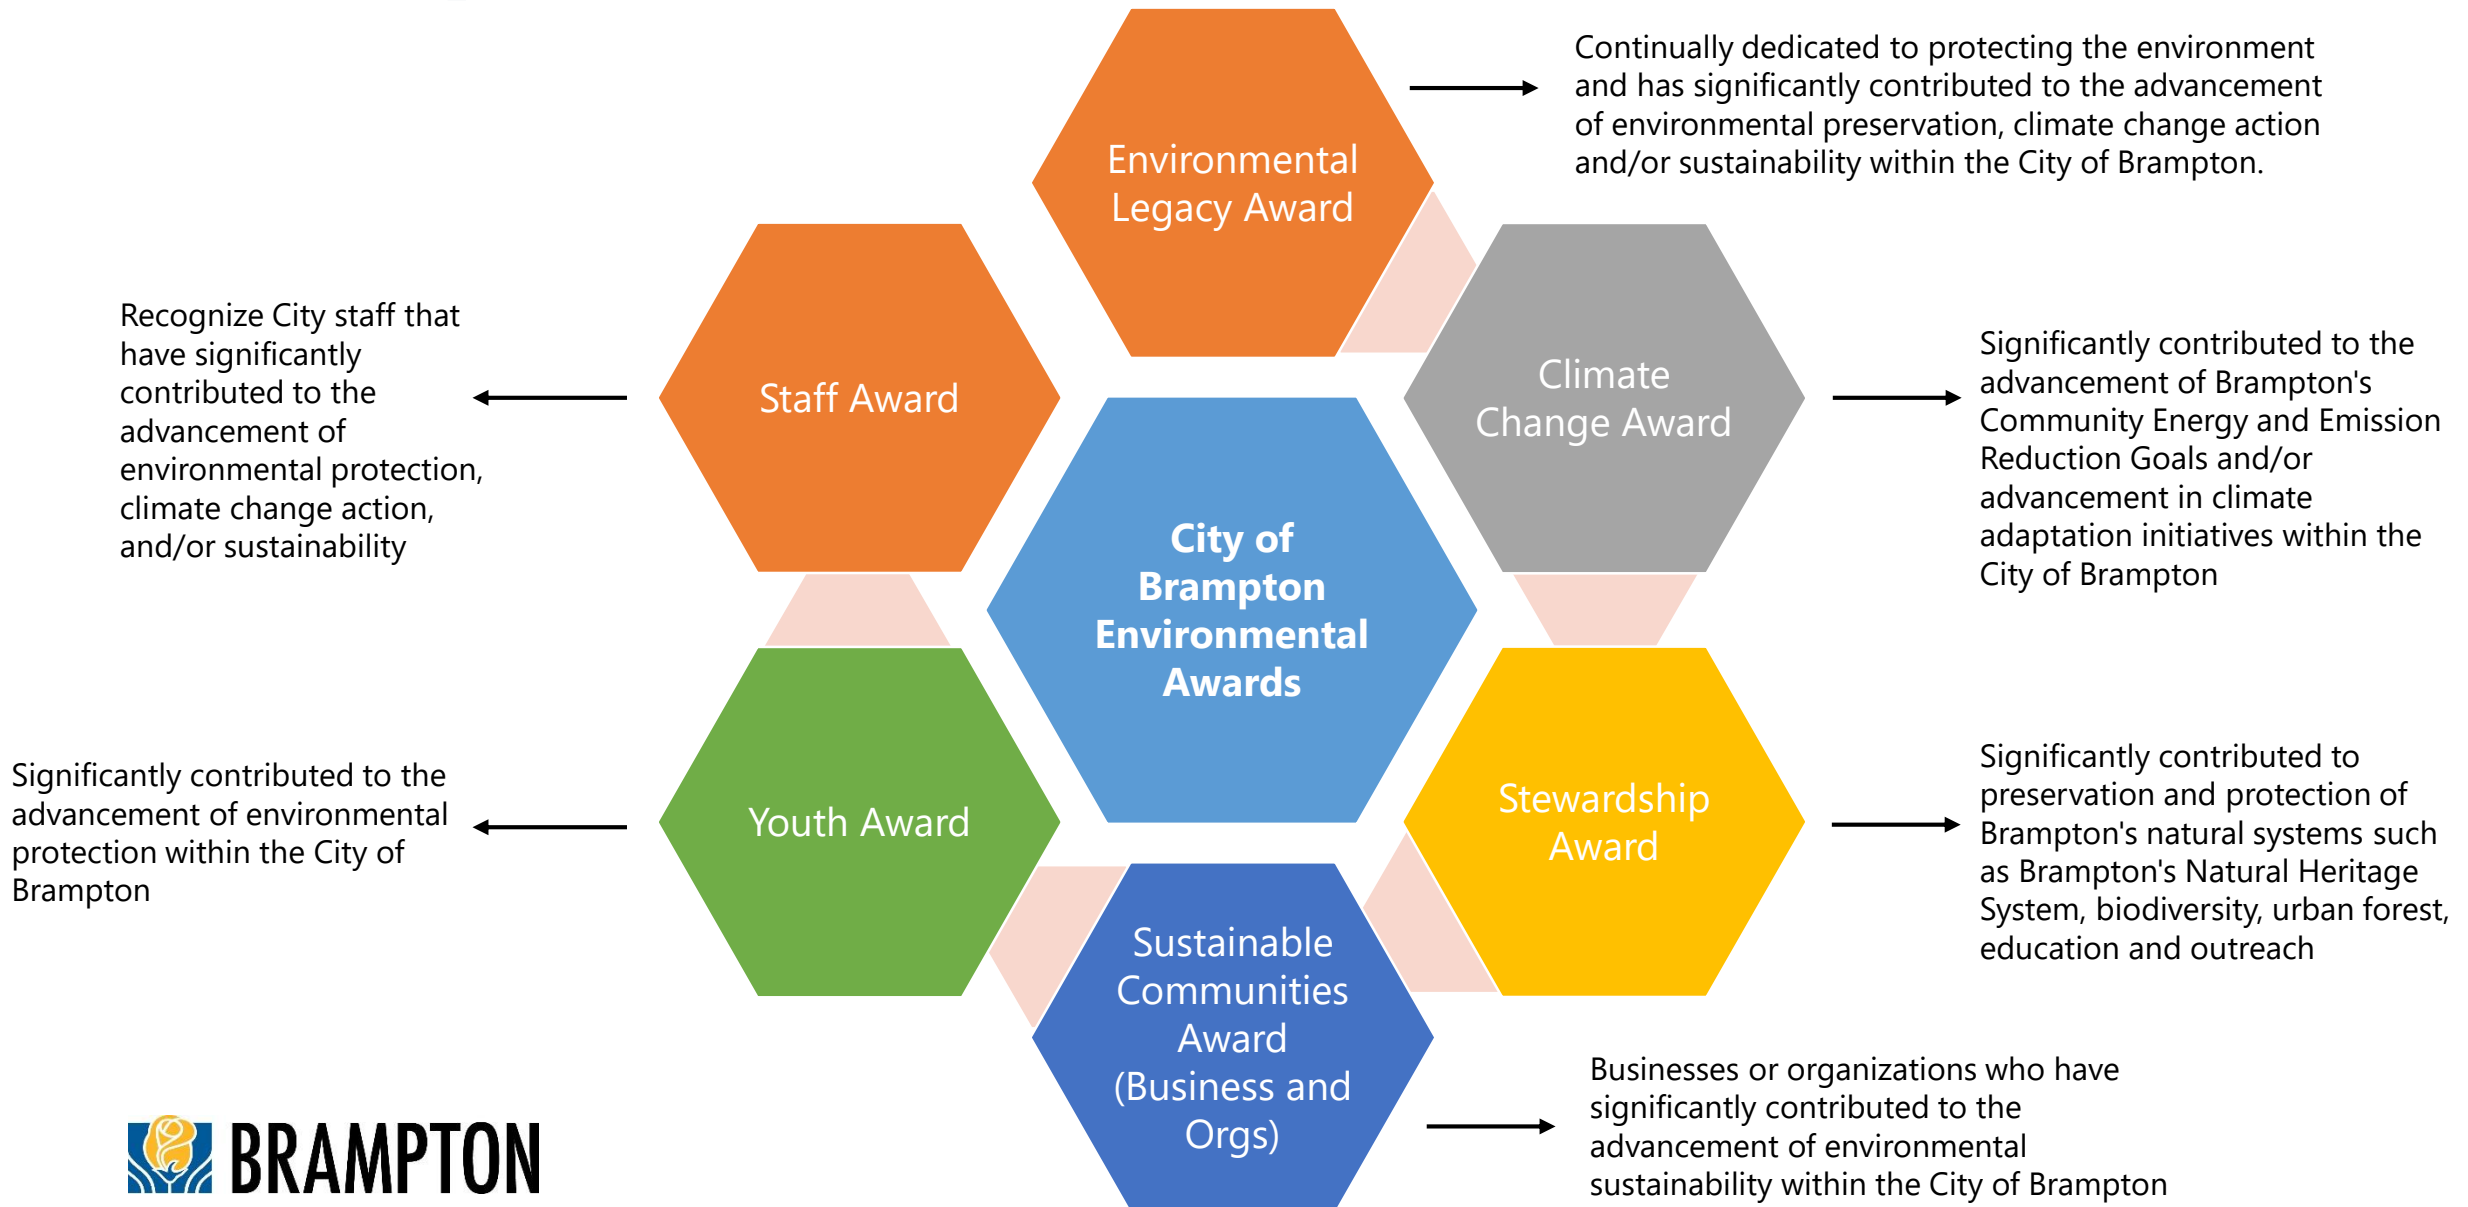 Continually dedicated to protecting the environment
and has significantly contributed to the advancement
of environmental preservation, climate change action
and/or sustainability within the City of Brampton.
Environmental
Legacy Award
Recognize City staff that
have significantly
contributed to the
advancement of
environmental protection,
climate change action,
and/or sustainability
Staff Award
Climate
Change Award
Significantly contributed to the
advancement of Brampton's
Community Energy and Emission
Reduction Goals and/or
advancement in climate
adaptation initiatives within the
City of Brampton
City of
Brampton
Environmental
Awards
Significantly contributed to the
advancement of environmental
protection within the City of
Brampton
Youth Award
Stewardship
Award
Significantly contributed to
preservation and protection of
Brampton's natural systems such
as Brampton's Natural Heritage
System, biodiversity, urban forest,
education and outreach
Sustainable
Communities
Award
(Business and
Orgs)
Businesses or organizations who have
significantly contributed to the
advancement of environmental
sustainability within the City of Brampton
BRAMPTON